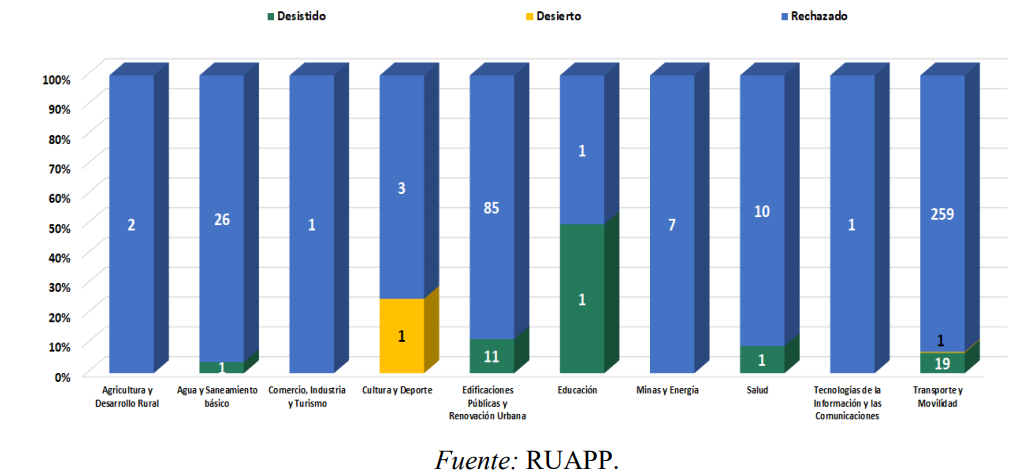 Desistido Desierto Rechazado
100%
90%
80%
70%
60%
50%
40%
30%
20%
10%
0%
2
26
1
1
3
1
85
11
1
1
7
10
1
1
259
1
19
Agricultura y
Desarrollo Rural
Agua y Saneamiento
básico
Comercio, Industria
y Turismo
Cultura y Deporte
Edificaciones
Públicas y
Renovación Urbana
Educación
Minas y Energía
Salud
Tecnologías de la
Información y las
Comunicaciones
Transporte y
Movilidad
Fuente: RUAPP.